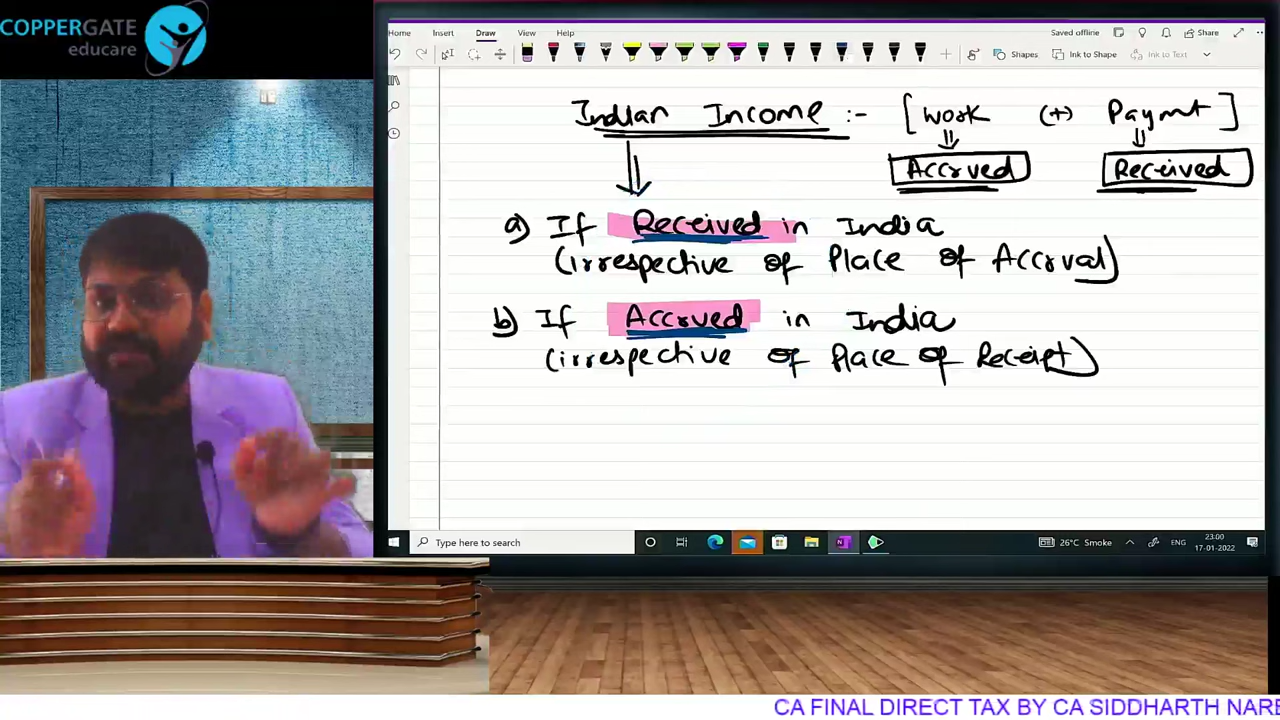 COPPERGATE
educare
Home Insert Draw View Help Saved offline Share
Shapes Ink to Shape Ink to Text
Indian Income :- [Work (+) Paymt]
Accrued Received
a) If Received in India
(irrespective of Place of Accrual)
b) If Accrued in India
(irrespective of Place of Receipt)
Type here to search
26°C Smoke
ENG
23:00
17-01-2022
CA FINAL DIRECT TAX BY CA SIDDHARTH NARE